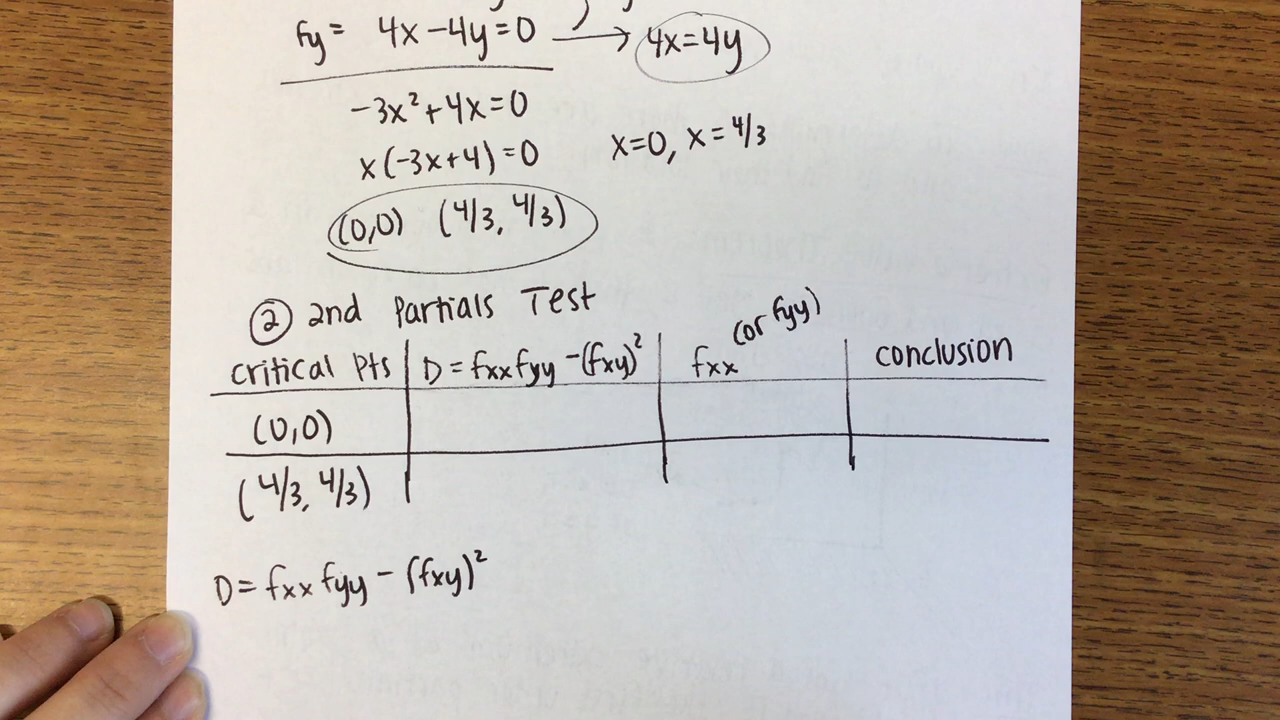 fy = 4x - 4y = 0 → 4x = 4y
-3x² + 4x = 0
x(-3x+4) = 0 x=0, x = 4/3
(0,0) (4/3, 4/3)
② 2nd Partials Test
critical Pts D = fxx fyy - (fxy)² fxx (or fyy) conclusion
(0,0)
(4/3, 4/3)
D = fxx fyy - (fxy)²